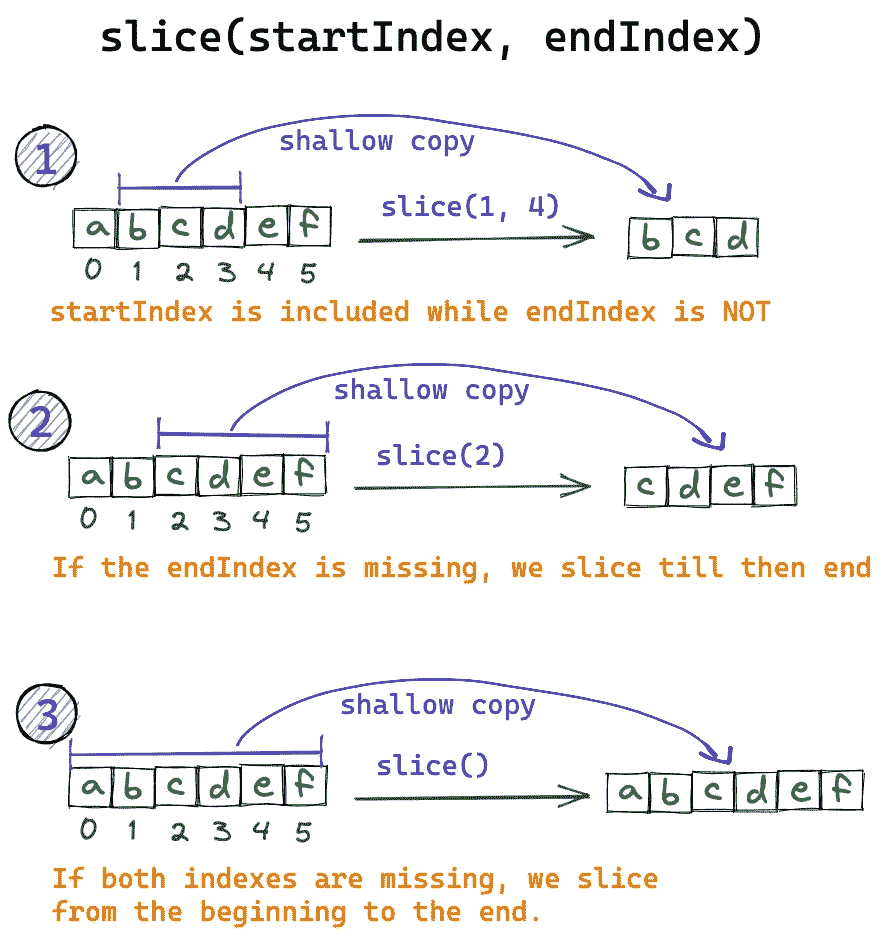 slice(startIndex, endIndex)
1
shallow copy
slice(1, 4)
a b c d e f
b c d
0 1 2 3 4 5
startIndex is included while endIndex is NOT
2
shallow copy
slice(2)
a b c d e f
c d e f
0 1 2 3 4 5
If the endIndex is missing, we slice till then end
3
shallow copy
slice()
a b c d e f
a b c d e f
0 1 2 3 4 5
If both indexes are missing, we slice
from the beginning to the end.